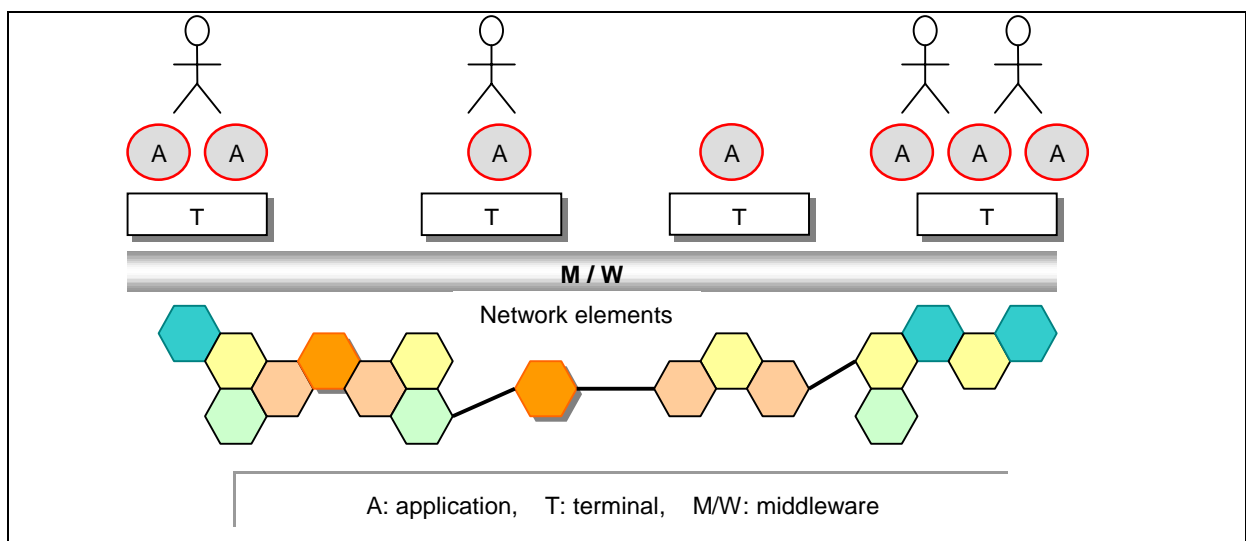 A A A A A A A
T T T T
M / W
Network elements
A: application, T: terminal, M/W: middleware